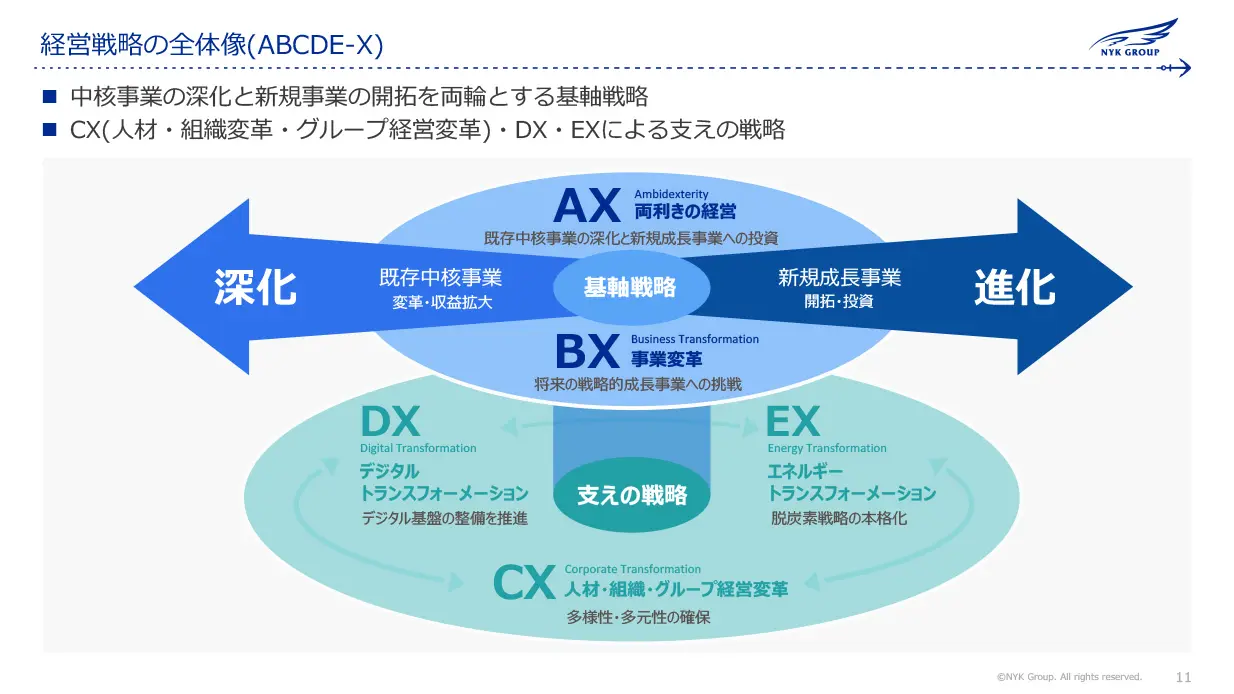 経営戦略の全体像(ABCDE-X)
NYK GROUP
■ 中核事業の深化と新規事業の開拓を両輪とする基軸戦略
■ CX(人材・組織変革・グループ経営変革)・DX・EXによる支えの戦略
AX
Ambidexterity
両利きの経営
既存中核事業の深化と新規成長事業への投資
深化
既存中核事業
変革・収益拡大
基軸戦略
新規成長事業
開拓・投資
進化
BX
Business Transformation
事業変革
将来の戦略的成長事業への挑戦
DX
Digital Transformation
デジタル
トランスフォーメーション
デジタル基盤の整備を推進
支えの戦略
EX
Energy Transformation
エネルギー
トランスフォーメーション
脱炭素戦略の本格化
CX
Corporate Transformation
人材・組織・グループ経営変革
多様性・多元性の確保
©NYK Group. All rights reserved.
11